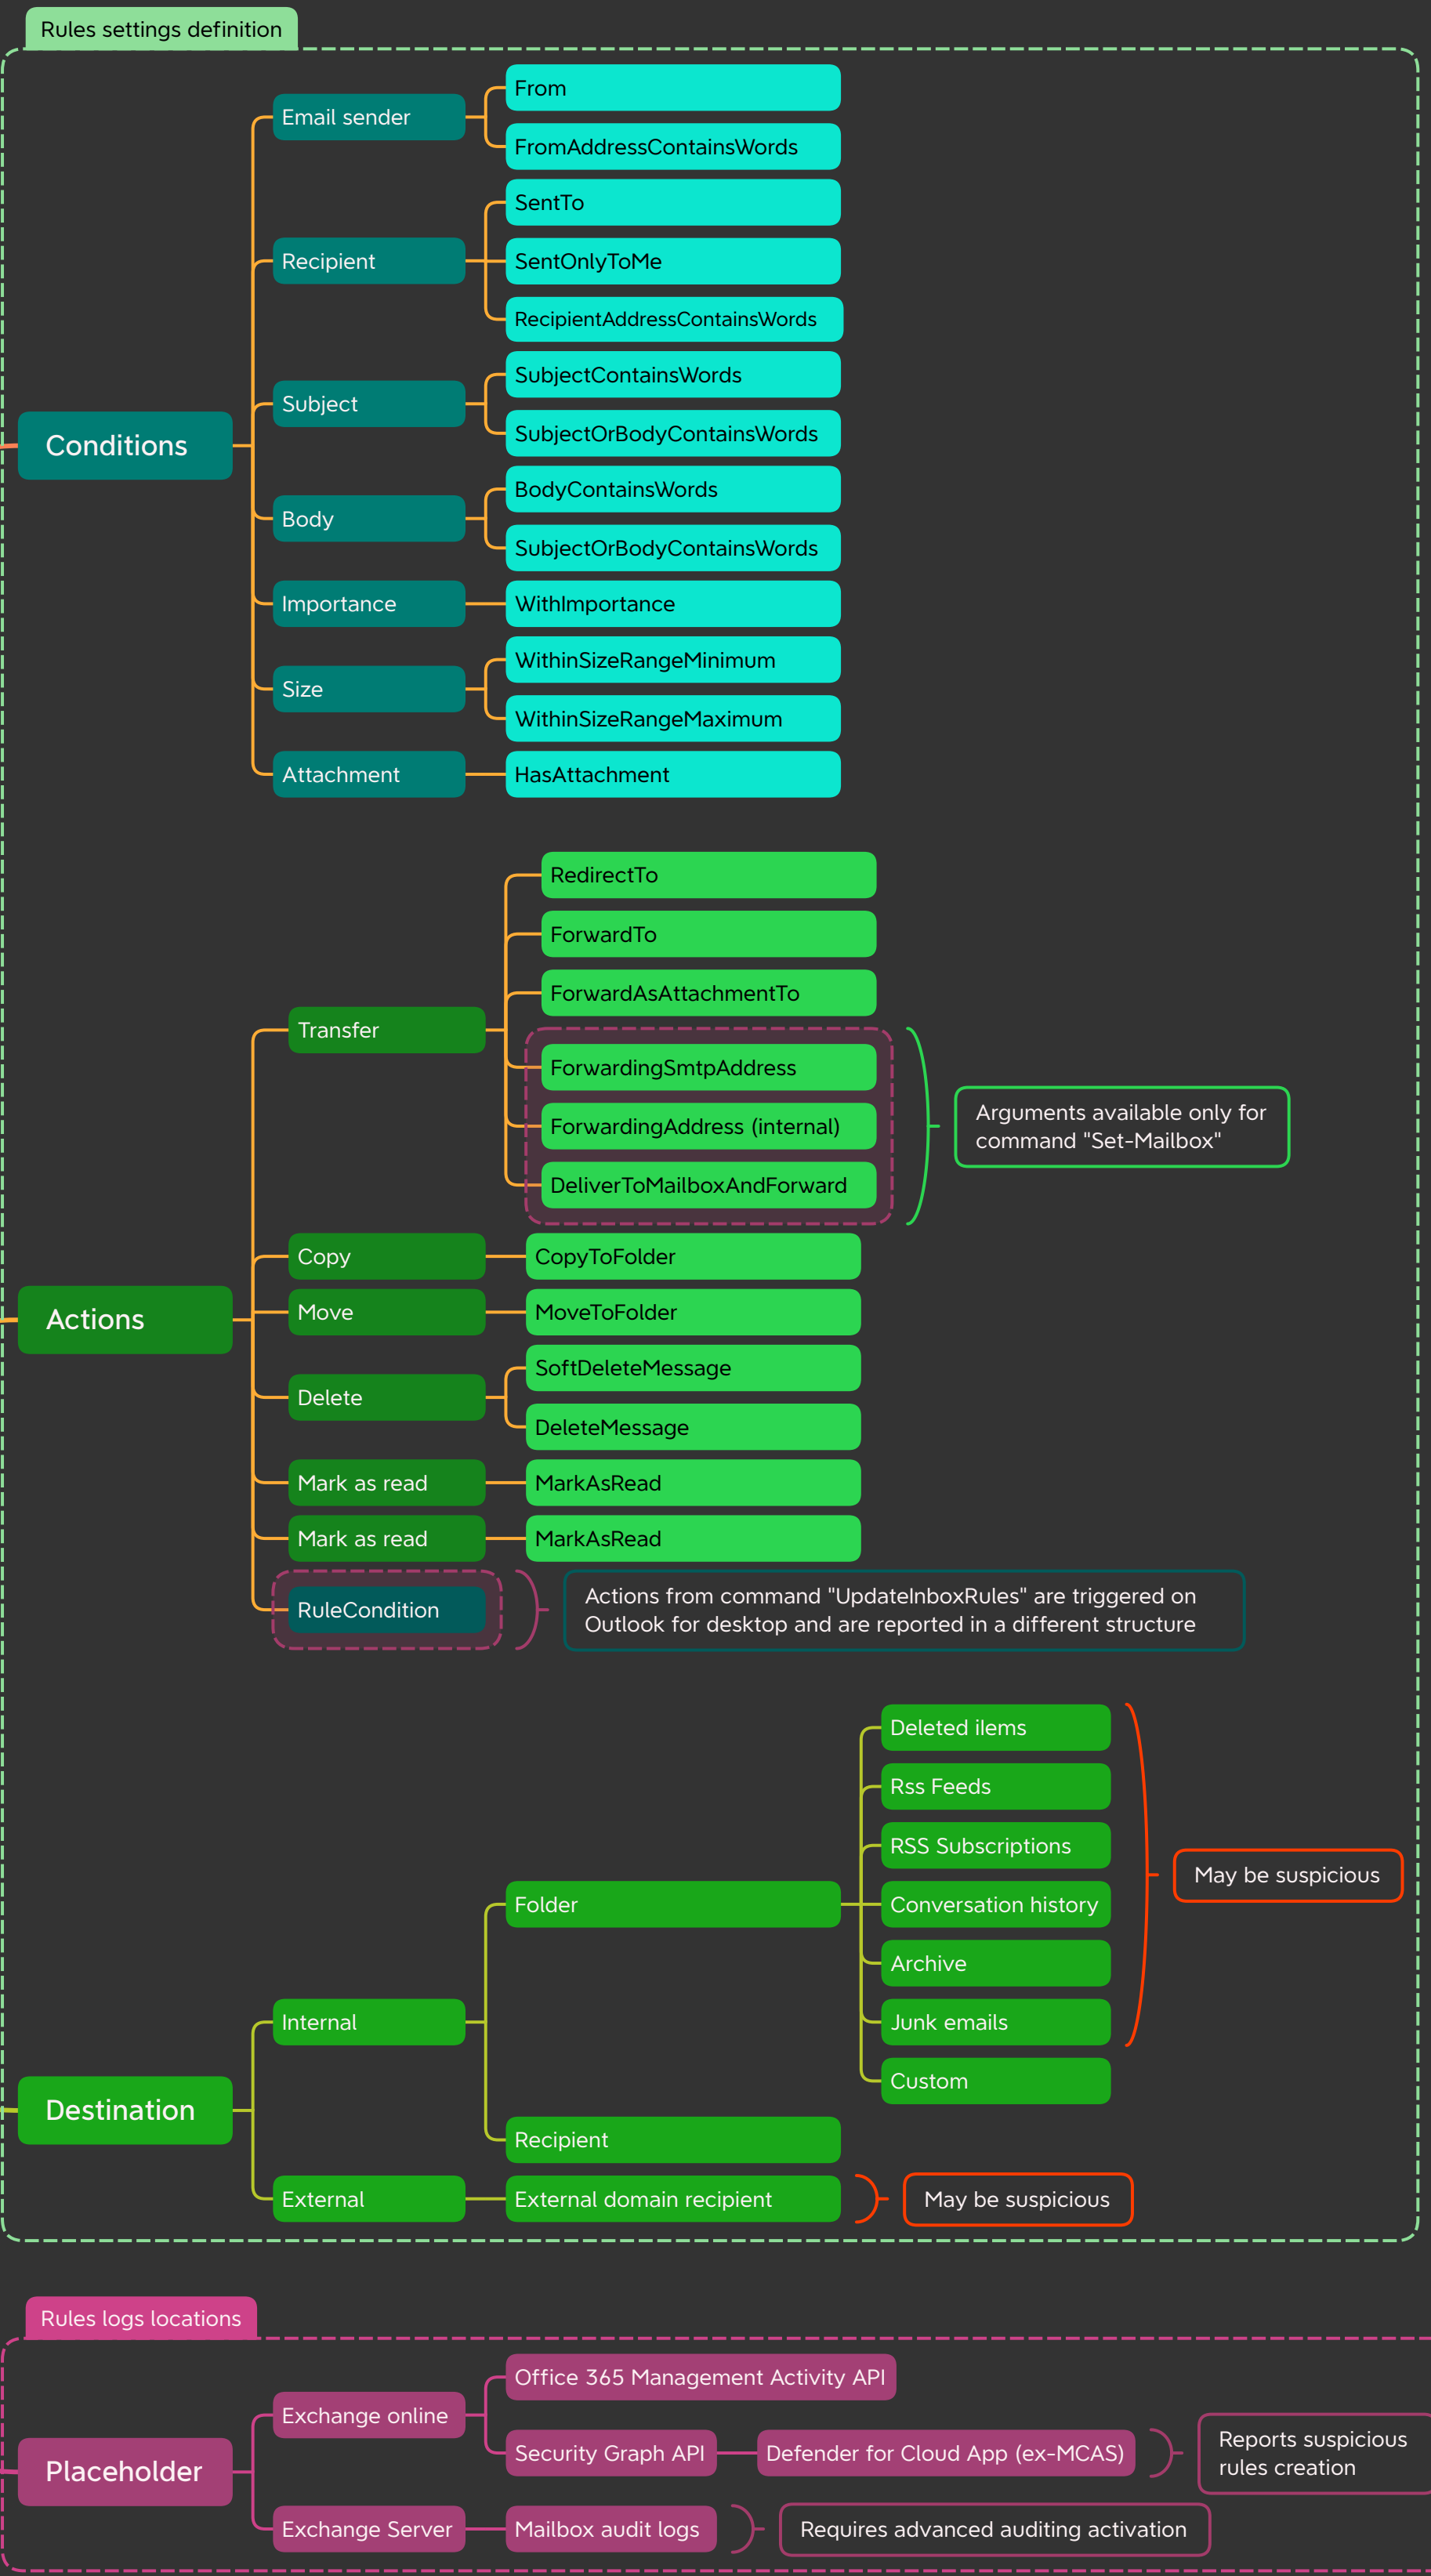 Rules settings definition
Conditions
Email sender
From
FromAddressContainsWords
Recipient
SentTo
SentOnlyToMe
RecipientAddressContainsWords
Subject
SubjectContainsWords
SubjectOrBodyContainsWords
Body
BodyContainsWords
SubjectOrBodyContainsWords
Importance
WithImportance
Size
WithinSizeRangeMinimum
WithinSizeRangeMaximum
Attachment
HasAttachment
Actions
Transfer
RedirectTo
ForwardTo
ForwardAsAttachmentTo
ForwardingSmtpAddress
ForwardingAddress (internal)
DeliverToMailboxAndForward
Arguments available only for
command "Set-Mailbox"
Copy
CopyToFolder
Move
MoveToFolder
Delete
SoftDeleteMessage
DeleteMessage
Mark as read
MarkAsRead
Mark as read
MarkAsRead
RuleCondition
Actions from command "UpdateInboxRules" are triggered on
Outlook for desktop and are reported in a different structure
Destination
Internal
Folder
Deleted ilems
Rss Feeds
RSS Subscriptions
Conversation history
Archive
Junk emails
Custom
May be suspicious
Recipient
External
External domain recipient
May be suspicious
Rules logs locations
Placeholder
Exchange online
Office 365 Management Activity API
Security Graph API
Defender for Cloud App (ex-MCAS)
Reports suspicious
rules creation
Exchange Server
Mailbox audit logs
Requires advanced auditing activation